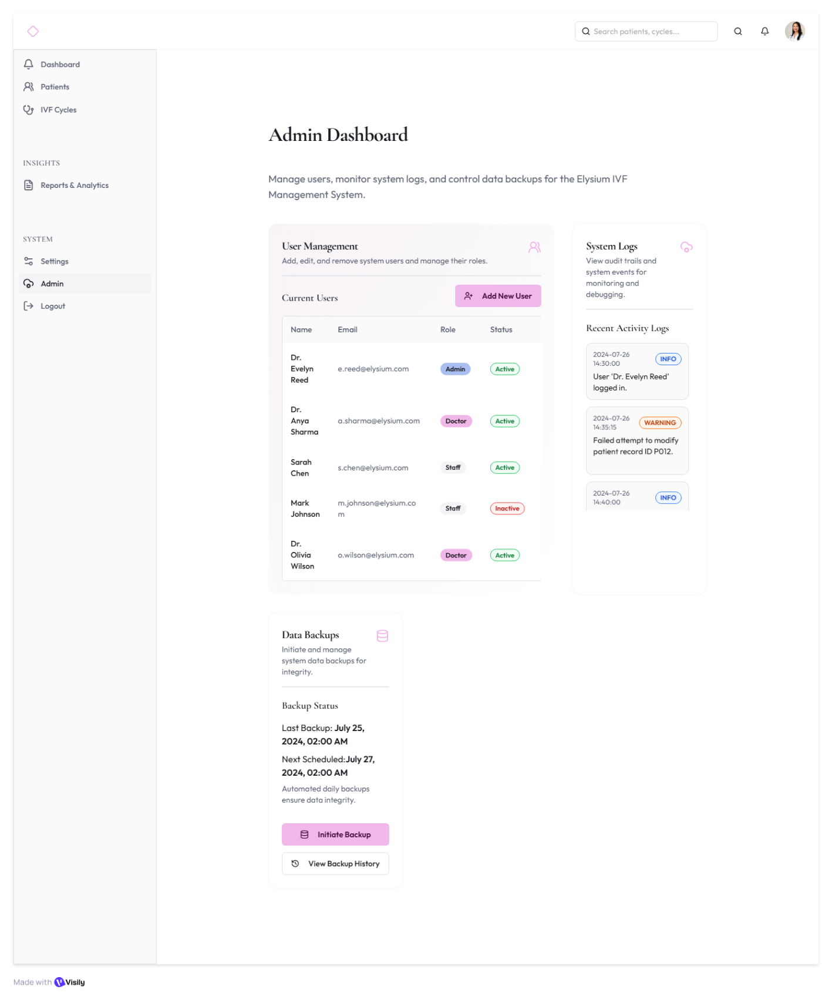 Search patients, cycles...
Dashboard
Patients
IVF Cycles
INSIGHTS
Reports & Analytics
SYSTEM
Settings
Admin
Logout
Admin Dashboard
Manage users, monitor system logs, and control data backups for the Elysium IVF
Management System.
User Management
Add, edit, and remove system users and manage their roles.
Current Users
Add New User
Name Email Role Status
Dr.
Evelyn
Reed
e.reed@elysium.com
Admin
Active
Dr.
Anya
Sharma
a.sharma@elysium.com
Doctor
Active
Sarah
Chen
s.chen@elysium.com
Staff
Active
Mark
Johnson
m.johnson@elysium.co
m
Staff
Inactive
Dr.
Olivia
Wilson
o.wilson@elysium.com
Doctor
Active
System Logs
View audit trails and
system events for
monitoring and
debugging.
Recent Activity Logs
2024-07-26
14:30:00
INFO
User 'Dr. Evelyn Reed'
logged in.
2024-07-26
14:35:15
WARNING
Failed attempt to modify
patient record ID P012.
2024-07-26
14:40:00
INFO
Data Backups
Initiate and manage
system data backups for
integrity.
Backup Status
Last Backup: July 25,
2024, 02:00 AM
Next Scheduled:July 27,
2024, 02:00 AM
Automated daily backups
ensure data integrity.
Initiate Backup
View Backup History
Made with Visily